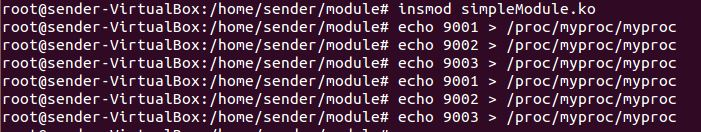 root@sender-VirtualBox:/home/sender/module# insmod simpleModule.ko
root@sender-VirtualBox:/home/sender/module# echo 9001 > /proc/myproc/myproc
root@sender-VirtualBox:/home/sender/module# echo 9002 > /proc/myproc/myproc
root@sender-VirtualBox:/home/sender/module# echo 9003 > /proc/myproc/myproc
root@sender-VirtualBox:/home/sender/module# echo 9001 > /proc/myproc/myproc
root@sender-VirtualBox:/home/sender/module# echo 9002 > /proc/myproc/myproc
root@sender-VirtualBox:/home/sender/module# echo 9003 > /proc/myproc/myproc